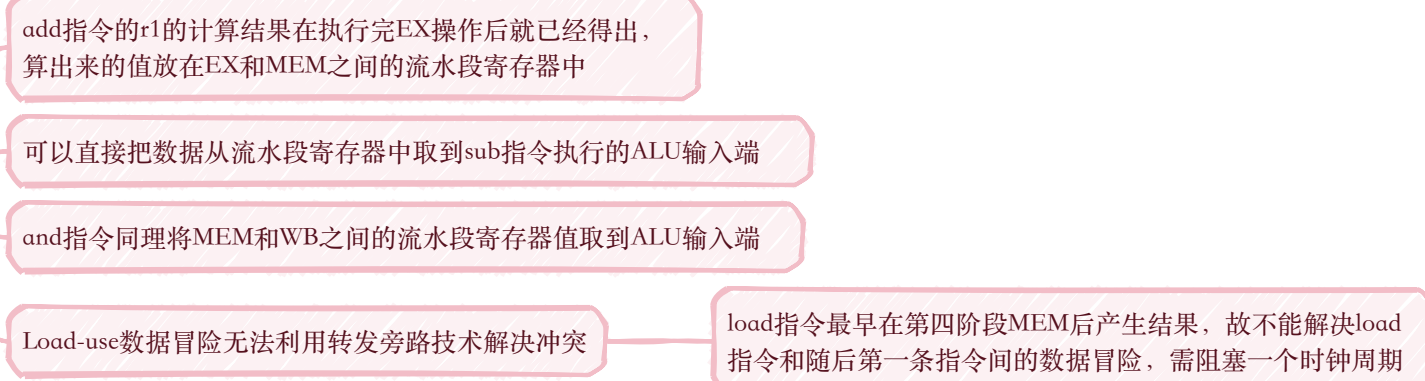 add指令的r1的计算结果在执行完EX操作后就已经得出，
算出来的值放在EX和MEM之间的流水段寄存器中
可以直接把数据从流水段寄存器中取到sub指令执行的ALU输入端
and指令同理将MEM和WB之间的流水段寄存器值取到ALU输入端
Load-use数据冒险无法利用转发旁路技术解决冲突
load指令最早在第四阶段MEM后产生结果，故不能解决load
指令和随后第一条指令间的数据冒险，需阻塞一个时钟周期